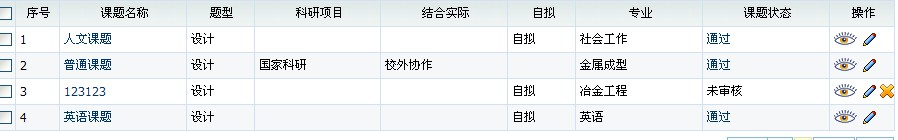 序号 课题名称 题型 科研项目 结合实际 自拟 专业 课题状态 操作
1 人文课题 设计 自拟 社会工作 通过
2 普通课题 设计 国家科研 校外协作 金属成型 通过
3 123123 设计 自拟 冶金工程 未审核
4 英语课题 设计 自拟 英语 通过